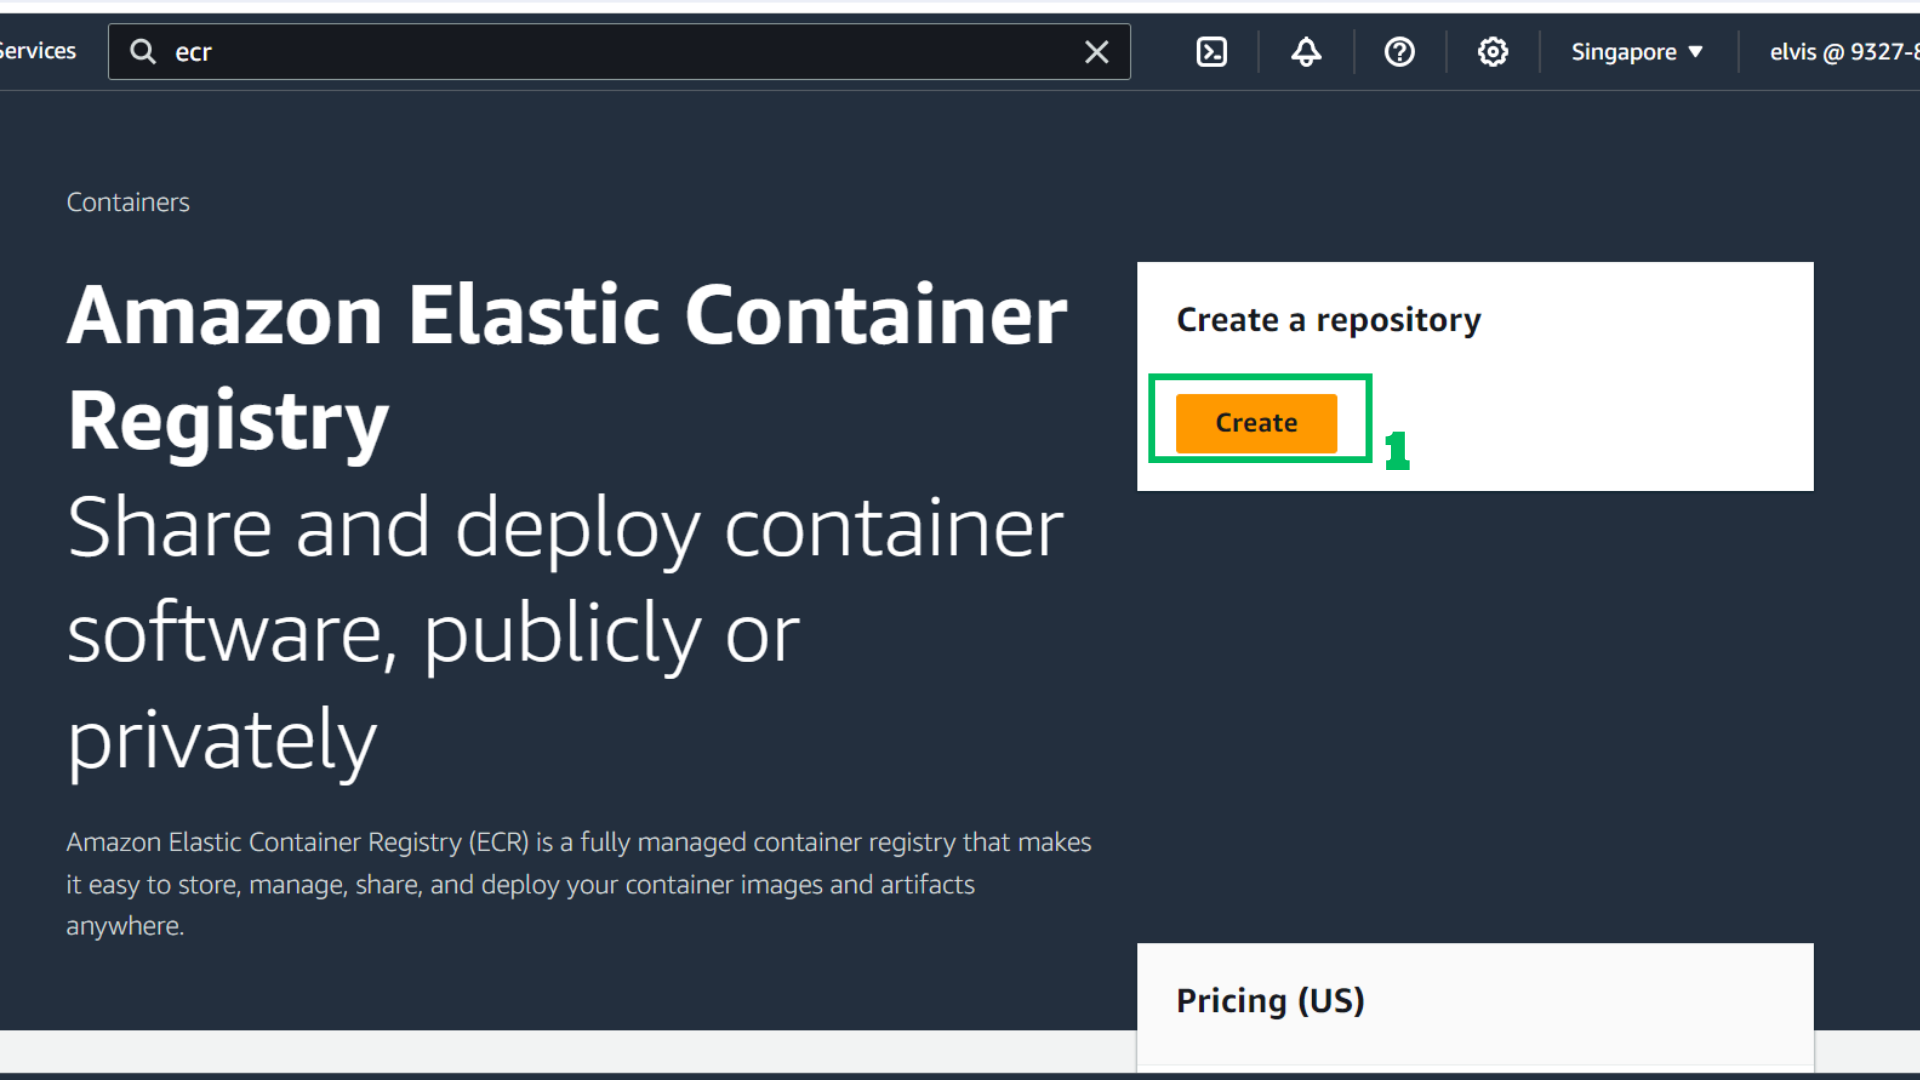 Services
ecr
Singapore
elvis @ 9327-8
Containers
Amazon Elastic Container
Registry
Share and deploy container
software, publicly or
privately
Amazon Elastic Container Registry (ECR) is a fully managed container registry that makes
it easy to store, manage, share, and deploy your container images and artifacts
anywhere.
Create a repository
Create
1
Pricing (US)